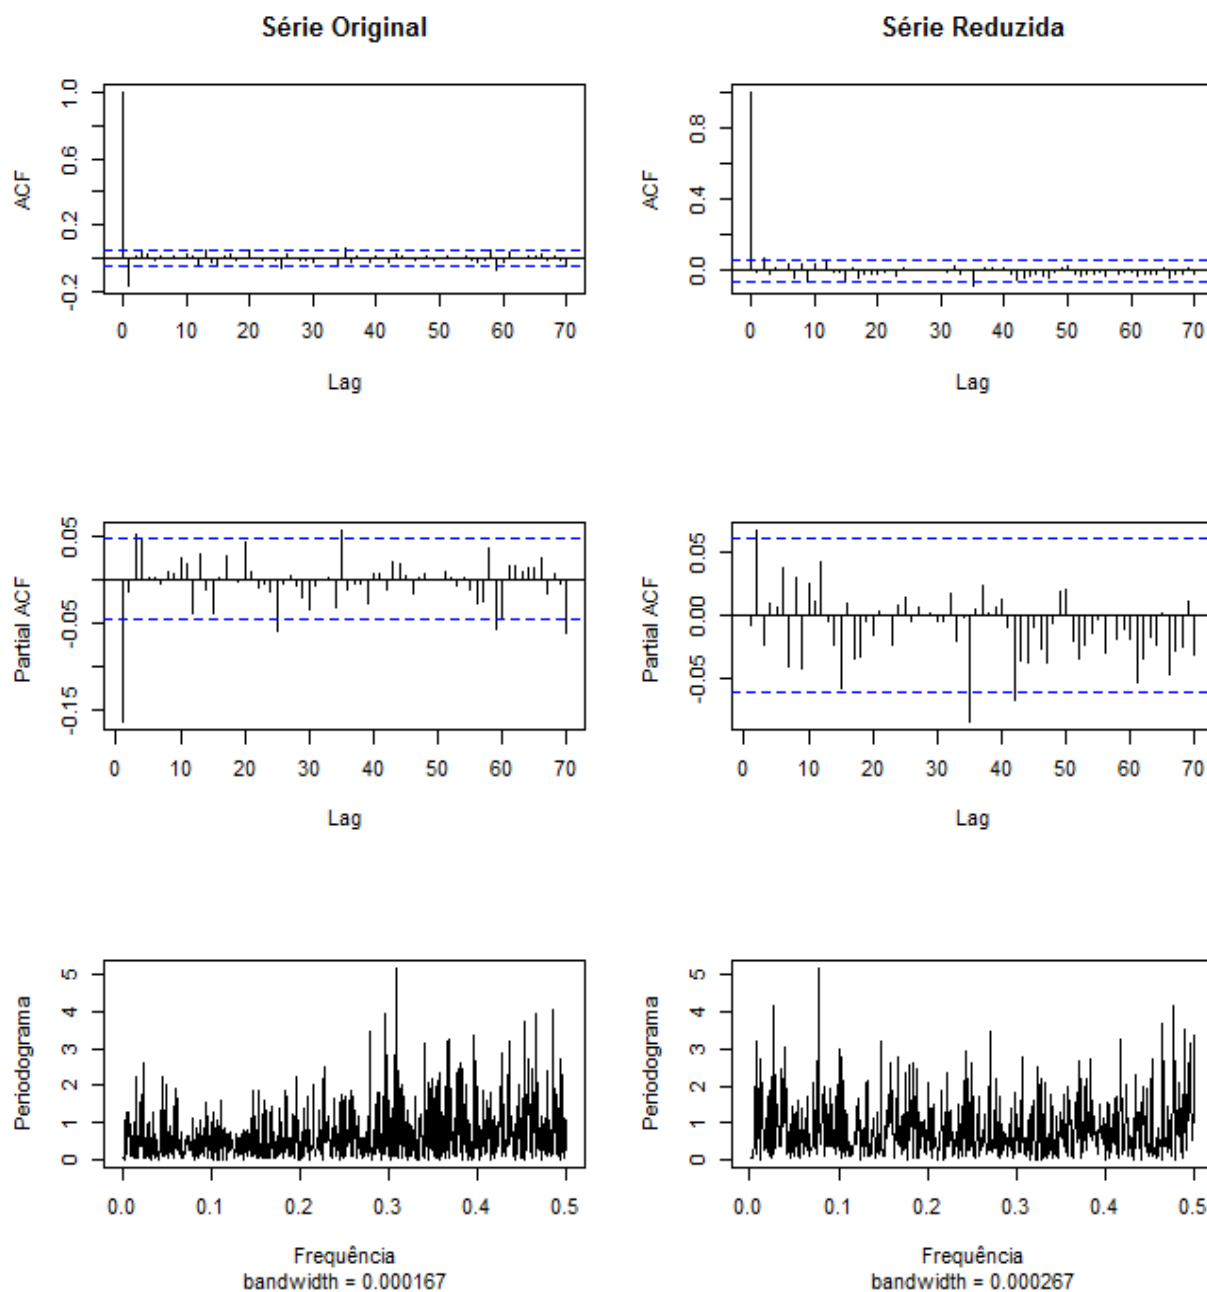 Série Original
Série Reduzida
ACF
1.0
0.6
0.2
-0.2
0 10 20 30 40 50 60 70
Lag
ACF
0.8
0.4
0.0
0 10 20 30 40 50 60 70
Lag
Partial ACF
0.05
-0.05
-0.15
0 10 20 30 40 50 60 70
Lag
Partial ACF
0.05
0.00
-0.05
0 10 20 30 40 50 60 70
Lag
Periodograma
5
4
3
2
1
0
0.0 0.1 0.2 0.3 0.4 0.5
Frequência
bandwidth = 0.000167
Periodograma
5
4
3
2
1
0
0.0 0.1 0.2 0.3 0.4 0.5
Frequência
bandwidth = 0.000267